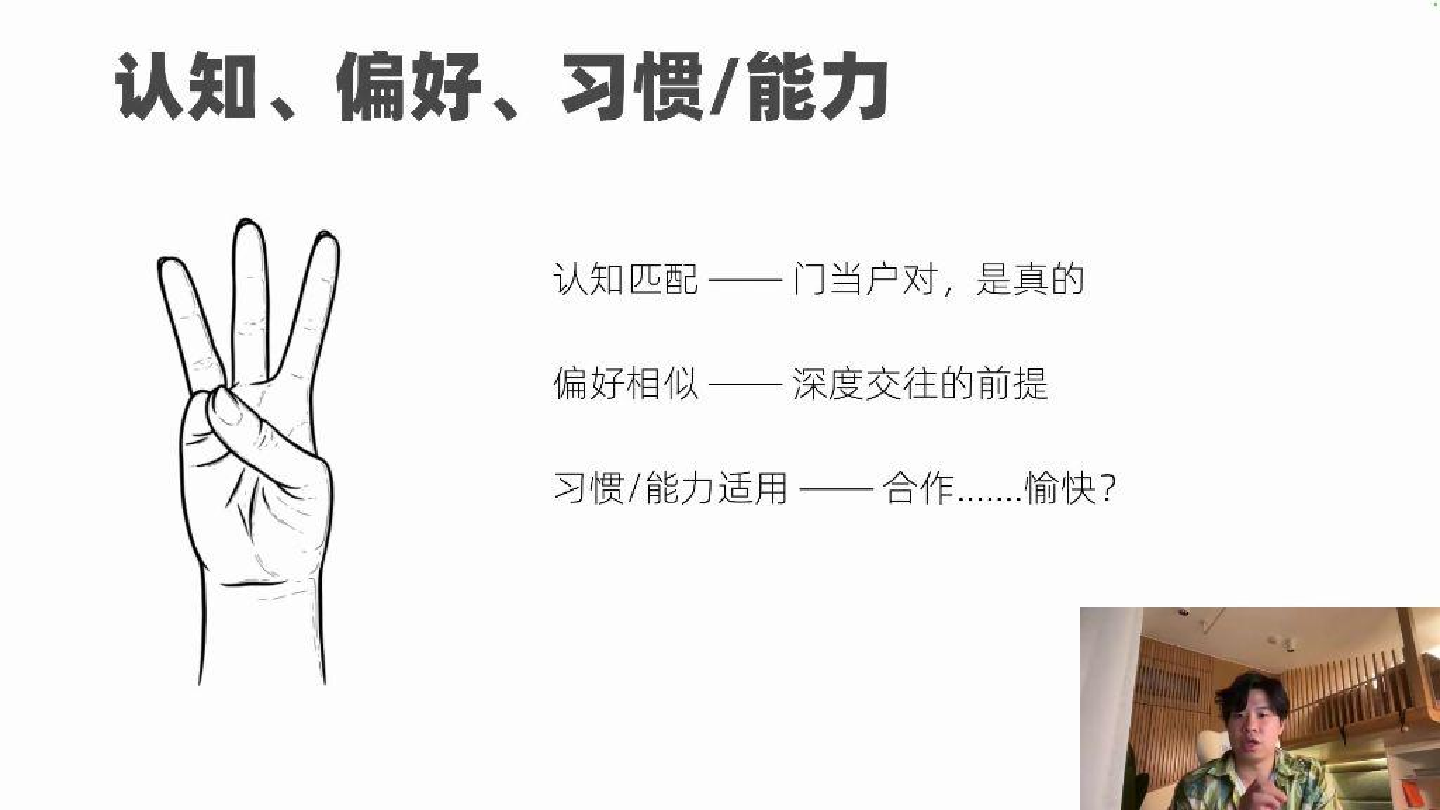 认知、偏好、习惯/能力
认知匹配 —— 门当户对，是真的
偏好相似 —— 深度交往的前提
习惯/能力适用 —— 合作.......愉快？